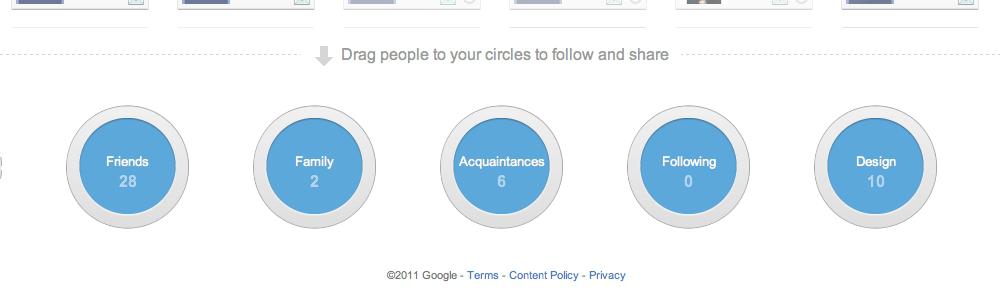 Drag people to your circles to follow and share
Friends
28
Family
2
Acquaintances
6
Following
0
Design
10
©2011 Google - Terms - Content Policy - Privacy